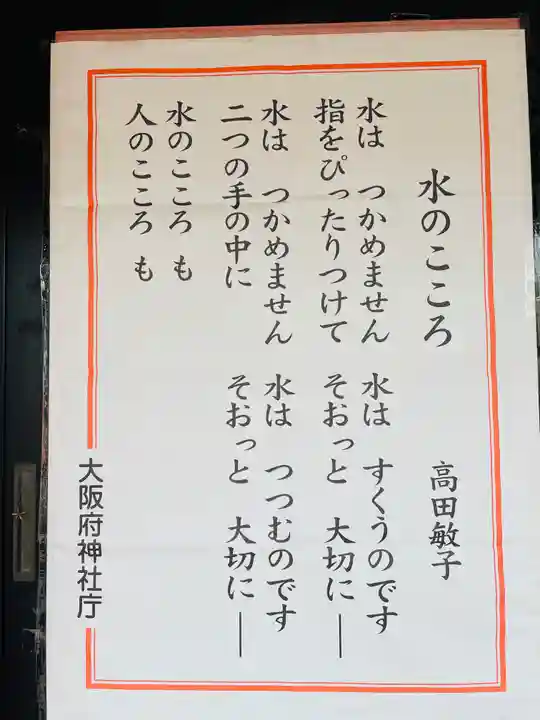 水のこころ　高田敏子
水は　つかめません　水は　すくうのです
指をぴったりつけて　そおっと　大切に――
水は　つかめません　水は　つつむのです
二つの手の中に　そおっと　大切に――
水のこころ　も
人のこころ　も
大阪府神社庁